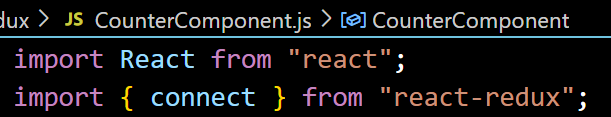 dux > JS CounterComponent.js > CounterComponent
import React from "react";
import { connect } from "react-redux";